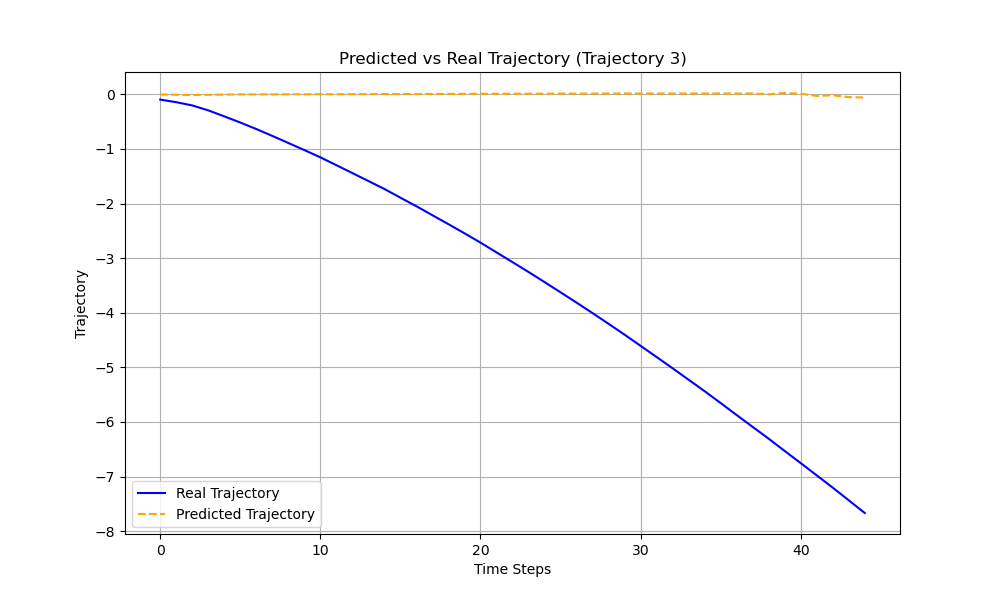 Predicted vs Real Trajectory (Trajectory 3)
Trajectory
0
−1
−2
−3
−4
−5
−6
−7
−8
Real Trajectory
Predicted Trajectory
0 10 20 30 40
Time Steps